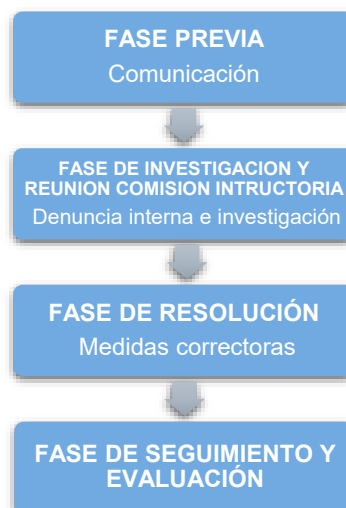 FASE PREVIA
Comunicación
FASE DE INVESTIGACION Y
REUNION COMISION INTRUCTORIA
Denuncia interna e investigación
FASE DE RESOLUCIÓN
Medidas correctoras
FASE DE SEGUIMIENTO Y
EVALUACIÓN